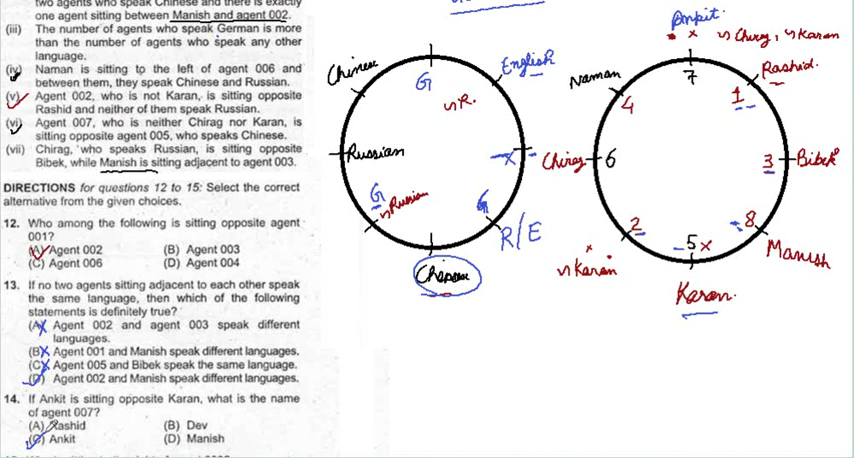 two agents who speak Chinese and there is exactly
one agent sitting between Manish and agent 002.
(iii) The number of agents who speak German is more
than the number of agents who speak any other
language.
(iv) Naman is sitting to the left of agent 006 and
between them, they speak Chinese and Russian.
(v) Agent 002, who is not Karan, is sitting opposite
Rashid and neither of them speak Russian.
(vi) Agent 007, who is neither Chirag nor Karan, is
sitting opposite agent 005, who speaks Chinese.
(vii) Chirag, who speaks Russian, is sitting opposite
Bibek, while Manish is sitting adjacent to agent 003.
DIRECTIONS for questions 12 to 15: Select the correct
alternative from the given choices.
12. Who among the following is sitting opposite agent
001?
(A) Agent 002 (B) Agent 003
(C) Agent 006 (D) Agent 004
13. If no two agents sitting adjacent to each other speak
the same language, then which of the following
statements is definitely true?
(A) Agent 002 and agent 003 speak different
languages.
(B) Agent 001 and Manish speak different languages.
(C) Agent 005 and Bibek speak the same language.
(D) Agent 002 and Manish speak different languages.
14. If Ankit is sitting opposite Karan, what is the name
of agent 007?
(A) Rashid (B) Dev
(C) Ankit (D) Manish
Chinese
G
English
R.
Russian
X
G
Russian
G
R/E
Chinese
Ankit
x
Chirag, Karan
7
Naman
4
Rashid.
1
Chirag
6
3
Bibek
2
8
5
x
Manish
x
Karan
Karan.